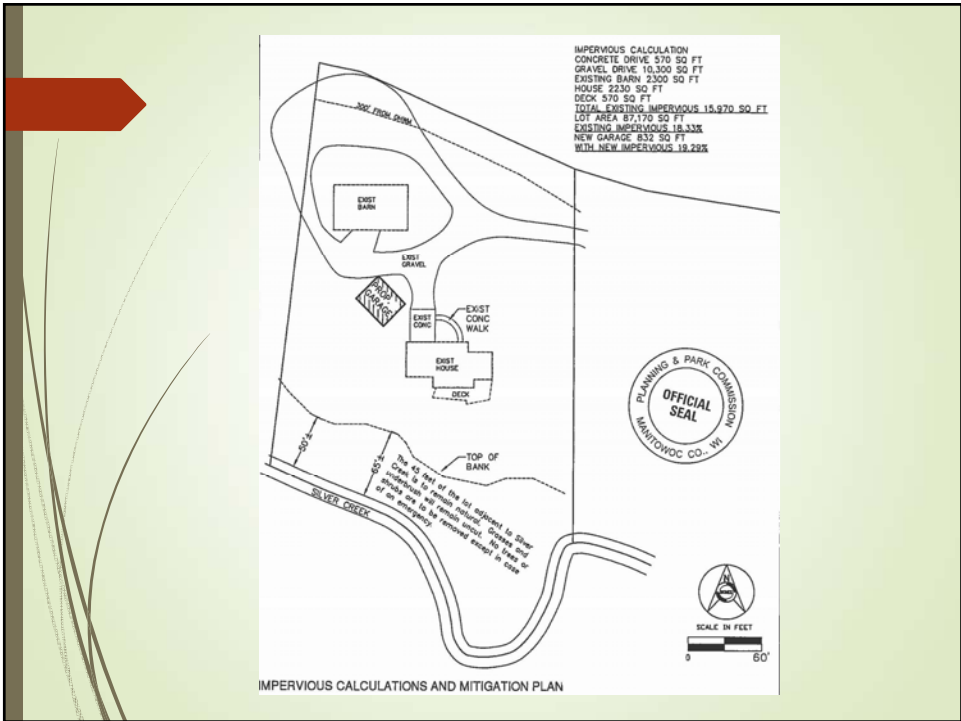 IMPERVIOUS CALCULATION
CONCRETE DRIVE 570 SQ FT
GRAVEL DRIVE 10,300 SQ FT
EXISTING BARN 2300 SQ FT
HOUSE 2230 SQ FT
DECK 570 SQ FT
TOTAL EXISTING IMPERVIOUS 15,970 SQ FT
LOT AREA 87,170 SQ FT
EXISTING IMPERVIOUS 18.33%
NEW GARAGE 832 SQ FT
WITH NEW IMPERVIOUS 19.29%
FROM OHWM
EXIST
BARN
EXIST
GRAVEL
PROP.
GARAGE
EXIST
CONC
EXIST
CONC
WALK
EXIST
HOUSE
DECK
50'±
65'±
TOP OF
BANK
The 45 feet of the lot adjacent to Silver
Creek is to remain natural. Grasses and
underbrush will remain uncut. No trees or
shrubs are to be removed except in case
of an emergency.
SILVER CREEK
PLANNING & PARK COMMISSION
OFFICIAL
SEAL
MANITOWOC CO., WI
N
SCALE IN FEET
0 60'
IMPERVIOUS CALCULATIONS AND MITIGATION PLAN